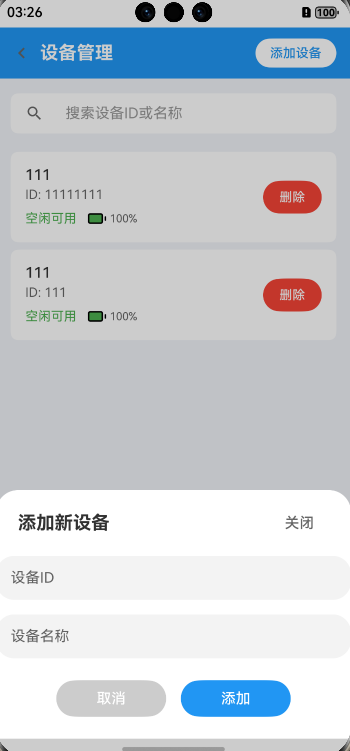 03:26
100
设备管理
添加设备
搜索设备ID或名称
111
ID: 11111111
删除
空闲可用
100%
111
ID: 111
删除
空闲可用
100%
添加新设备
关闭
设备ID
设备名称
取消
添加